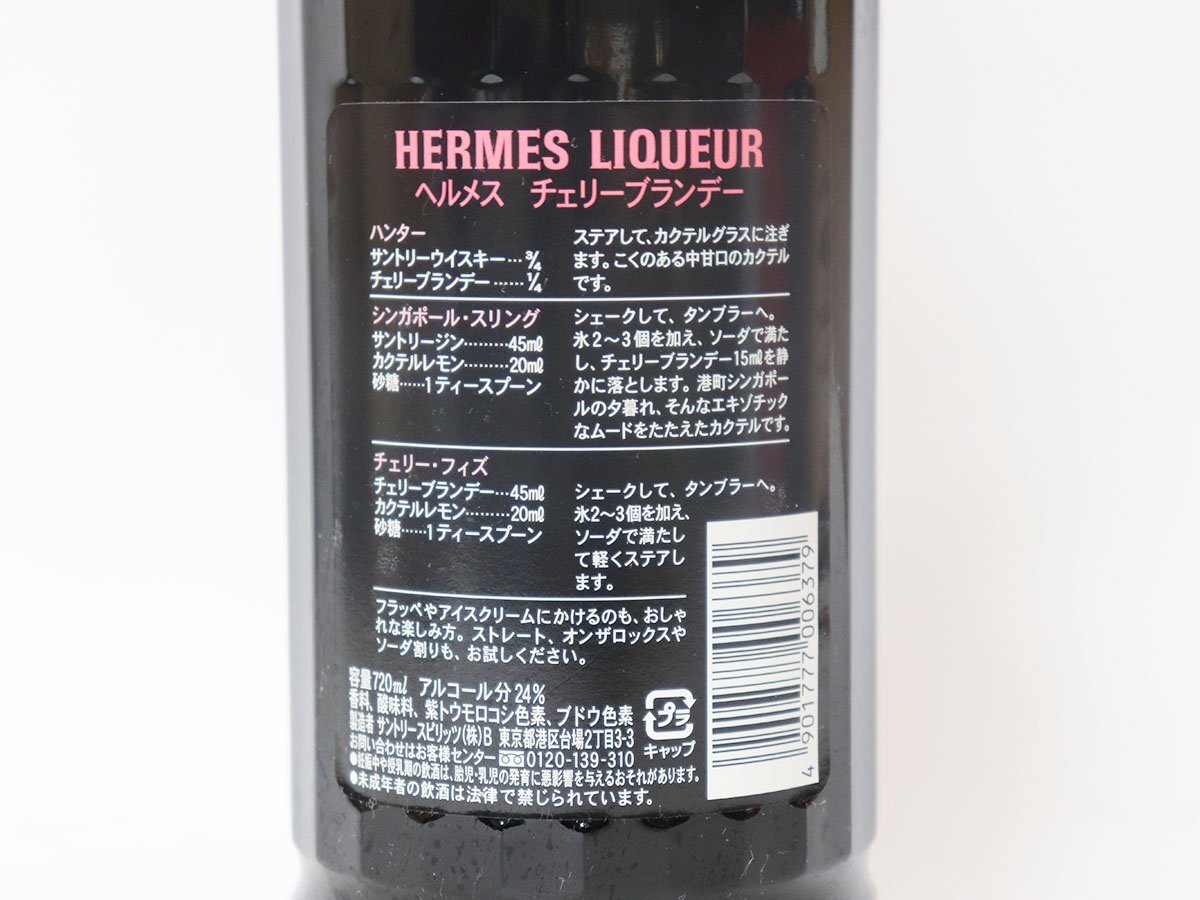 HERMES LIQUEUR
ヘルメス チェリーブランデー
ハンター
サントリーウイスキー…¾
チェリーブランデー……¼
ステアして、カクテルグラスに注ぎ
ます。こくのある中甘口のカクテル
です。
シンガポール・スリング
サントリージン………45mℓ
カクテルレモン………20mℓ
砂糖……1ティースプーン
シェークして、タンブラーへ。
氷2〜3個を加え、ソーダで満た
し、チェリーブランデー15mℓを静
かに落とします。港町シンガポー
ルの夕暮れ、そんなエキゾチック
なムードをたたえたカクテルです。
チェリー・フィズ
チェリーブランデー…45mℓ
カクテルレモン………20mℓ
砂糖……1ティースプーン
シェークして、タンブラーへ。
氷2〜3個を加え、
ソーダで満たし
て軽くステアし
ます。
フラッペやアイスクリームにかけるのも、おしゃ
れな楽しみ方。ストレート、オンザロックスや
ソーダ割りも、お試しください。
容量720mℓ アルコール分24%
香料、酸味料、紫トウモロコシ色素、ブドウ色素
製造者 サントリースピリッツ(株)B 東京都港区台場2丁目3-3
お問い合わせはお客様センター 0120-139-310
●妊娠中や授乳期の飲酒は、胎児・乳児の発育に悪影響を与えるおそれがあります。
●未成年者の飲酒は法律で禁じられています。
プラ
キャップ
4 901777 006379